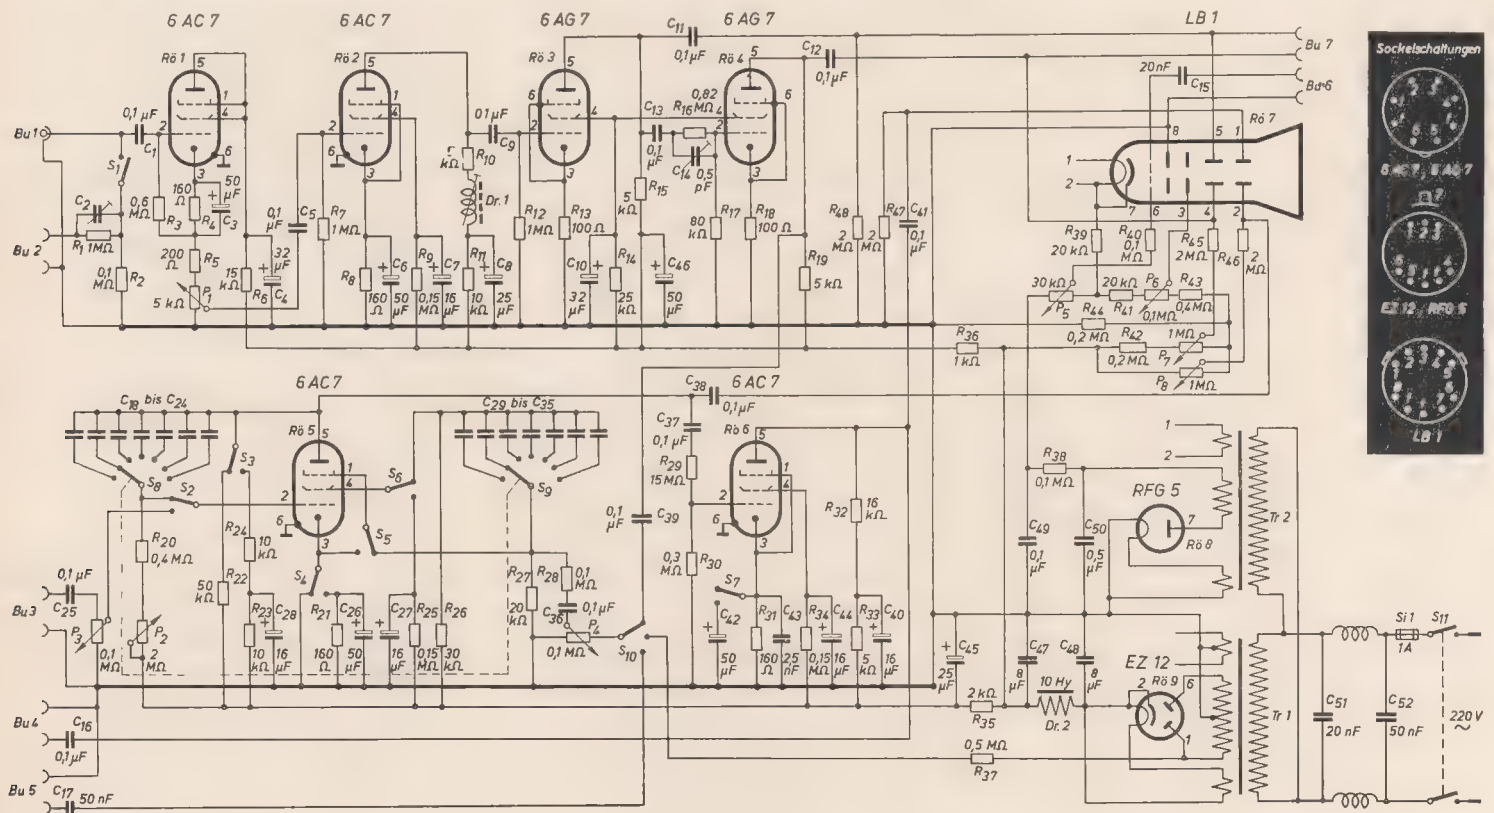 6 AC 7
6 AC 7
6 AG 7
6 AG 7
LB 1
Rö 1
Rö 2
Rö 3
Rö 4
Rö 7
C11
0,1 µF
C12
0,1 µF
20 nF
C15
Bu 7
Bu 6
Sockelschaltungen
EZ 12
LB 1
Bu 1
0,1 µF
C1
S1
C2
R1 1MΩ
Bu 2
0,1 MΩ
R2
0,6 MΩ
R3
160 Ω
R4
50 µF
C3
200 Ω
R5
P1
5 kΩ
15 kΩ
R6
32 µF
C4
0,1 µF
C5
R7
1MΩ
R8
160 Ω
C6
50 µF
R9
0,15 MΩ
C7
16 µF
R10
kΩ
Dr. 1
R11
10 kΩ
C8
25 µF
0,1 µF
C9
R12
1MΩ
R13
100 Ω
C10
32 µF
R14
25 kΩ
R15
5 kΩ
C46
50 µF
C13
0,1 µF
R16
0,82 MΩ
C14
0,5 pF
R17
80 kΩ
R18
100 Ω
R19
5 kΩ
R48
2 MΩ
R47
2 MΩ
C41
0,1 µF
R39
20 kΩ
R40
0,1 MΩ
R45
2 MΩ
R46
2 MΩ
30 kΩ
P5
20 kΩ
R41
P6
0,1 MΩ
R43
0,4 MΩ
R44
0,2 MΩ
R42
0,2 MΩ
1 MΩ
P7
P8
1 MΩ
R36
1 kΩ
6 AC 7
6 AC 7
C18 bis C24
C29 bis C35
Rö 5
Rö 6
C38
0,1 µF
C37
0,1 µF
R29
15 MΩ
R30
0,3 MΩ
S8
S2
S3
S4
S5
S6
S9
S7
S10
R20
0,4 MΩ
R22
50 kΩ
R24
10 kΩ
R23
10 kΩ
C28
16 µF
R21
160 Ω
C26
50 µF
C27
16 µF
R25
0,15 MΩ
R26
30 kΩ
R27
20 kΩ
R28
0,1 MΩ
C36
0,1 µF
P4
0,1 MΩ
0,1 µF
C39
C42
50 µF
R31
160 Ω
C43
2,5 nF
R34
0,15 MΩ
C44
16 µF
R32
16 kΩ
R33
5 kΩ
C40
16 µF
Bu 3
0,1 µF
C25
P3
0,1 MΩ
P2
2 MΩ
Bu 4
C16
0,1 µF
Bu 5
C17
50 nF
R38
0,1 MΩ
C49
0,1 µF
C50
0,5 µF
RFG 5
Rö 8
Tr 2
C45
25 µF
C47
8 µF
C48
8 µF
2 kΩ
R35
10 Hy
Dr. 2
0,5 MΩ
R37
EZ 12
Rö 9
Tr 1
C51
20 nF
C52
50 nF
Si 1
1A
S11
220 V
~